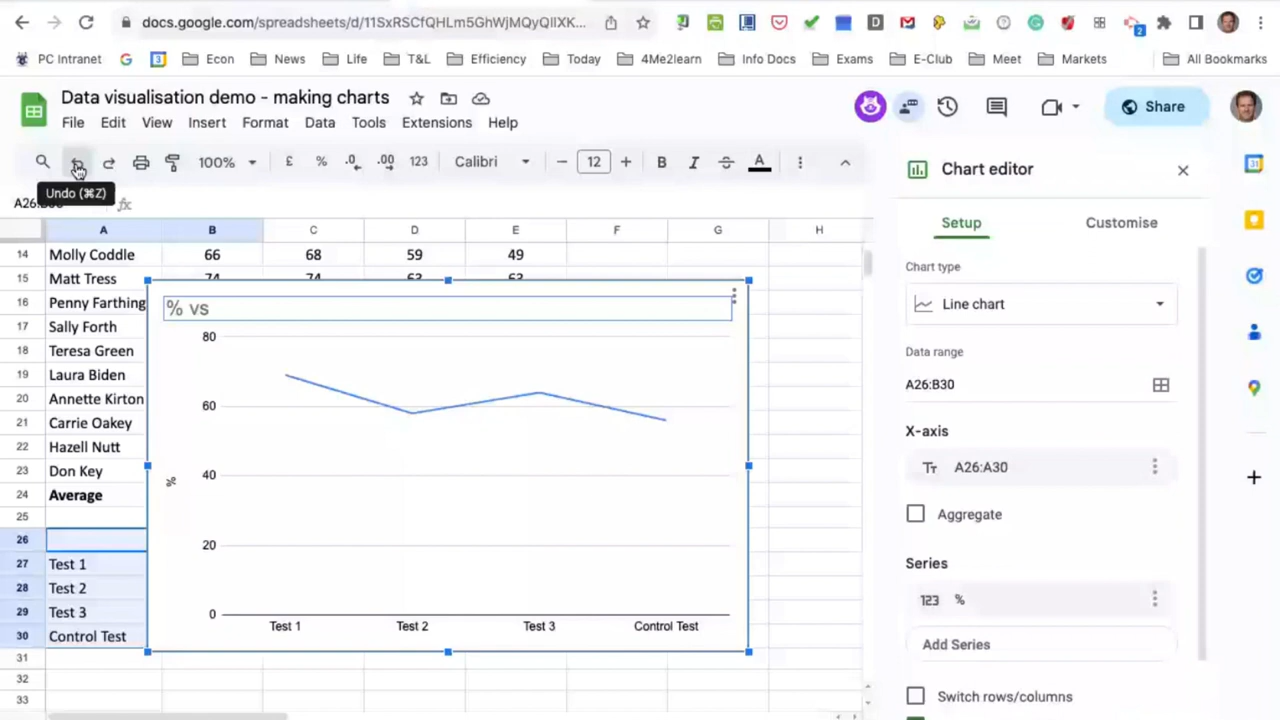 docs.google.com/spreadsheets/d/11SxRSCfQHLm5GhWjMQyQIIXK...
2
PC Intranet
Econ
News
Life
T&L
Efficiency
Today
4Me2learn
Info Docs
Exams
E-Club
Meet
Markets
All Bookmarks
Data visualisation demo - making charts
Share
File Edit View Insert Format Data Tools Extensions Help
100% £ % .0 .00 123 Calibri - 12 + B I S A
Undo (⌘Z)
fx
Chart editor
A B C D E F G H
14 Molly Coddle 66 68 59 49
15 Matt Tress 74 74 63 63
16 Penny Farthing
17 Sally Forth
18 Teresa Green
19 Laura Biden
20 Annette Kirton
21 Carrie Oakey
22 Hazell Nutt
23 Don Key
24 Average
25
26
27 Test 1
28 Test 2
29 Test 3
30 Control Test
31
32
33
% vs
80
60
40
20
0
%
Test 1 Test 2 Test 3 Control Test
Setup Customise
Chart type
Line chart
Data range
A26:B30
X-axis
Tт A26:A30
Aggregate
Series
123 %
Add Series
Switch rows/columns